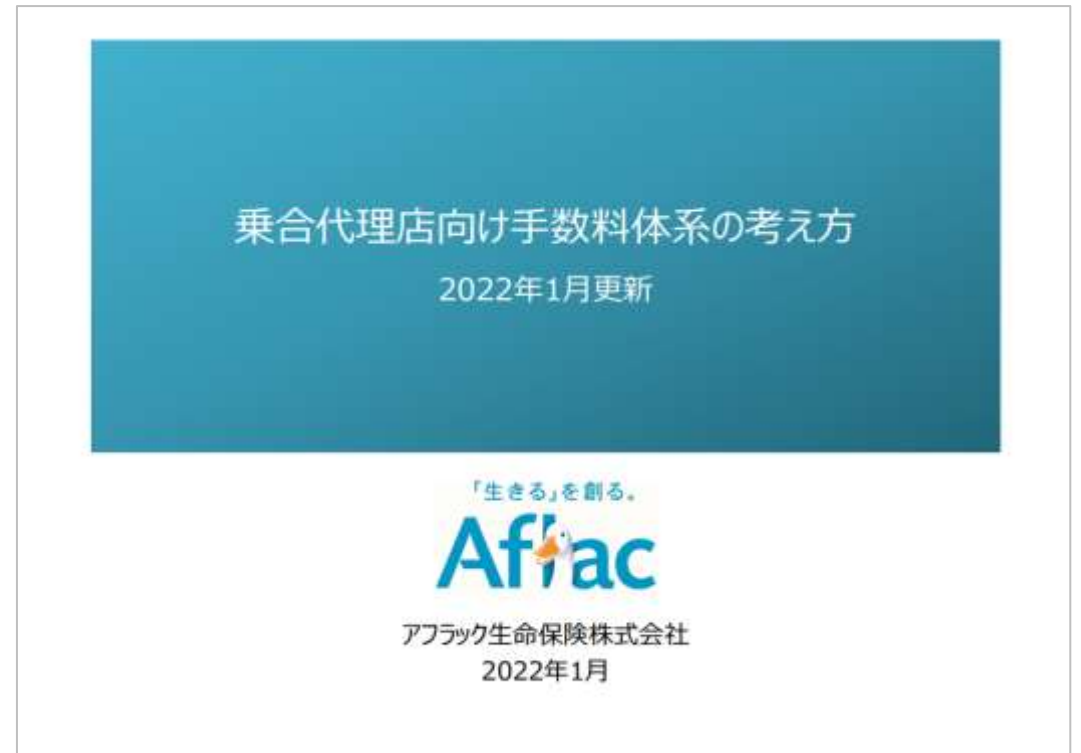 乗合代理店向け手数料体系の考え方
2022年1月更新
「生きる」を創る。
Aflac
アフラック生命保険株式会社
2022年1月